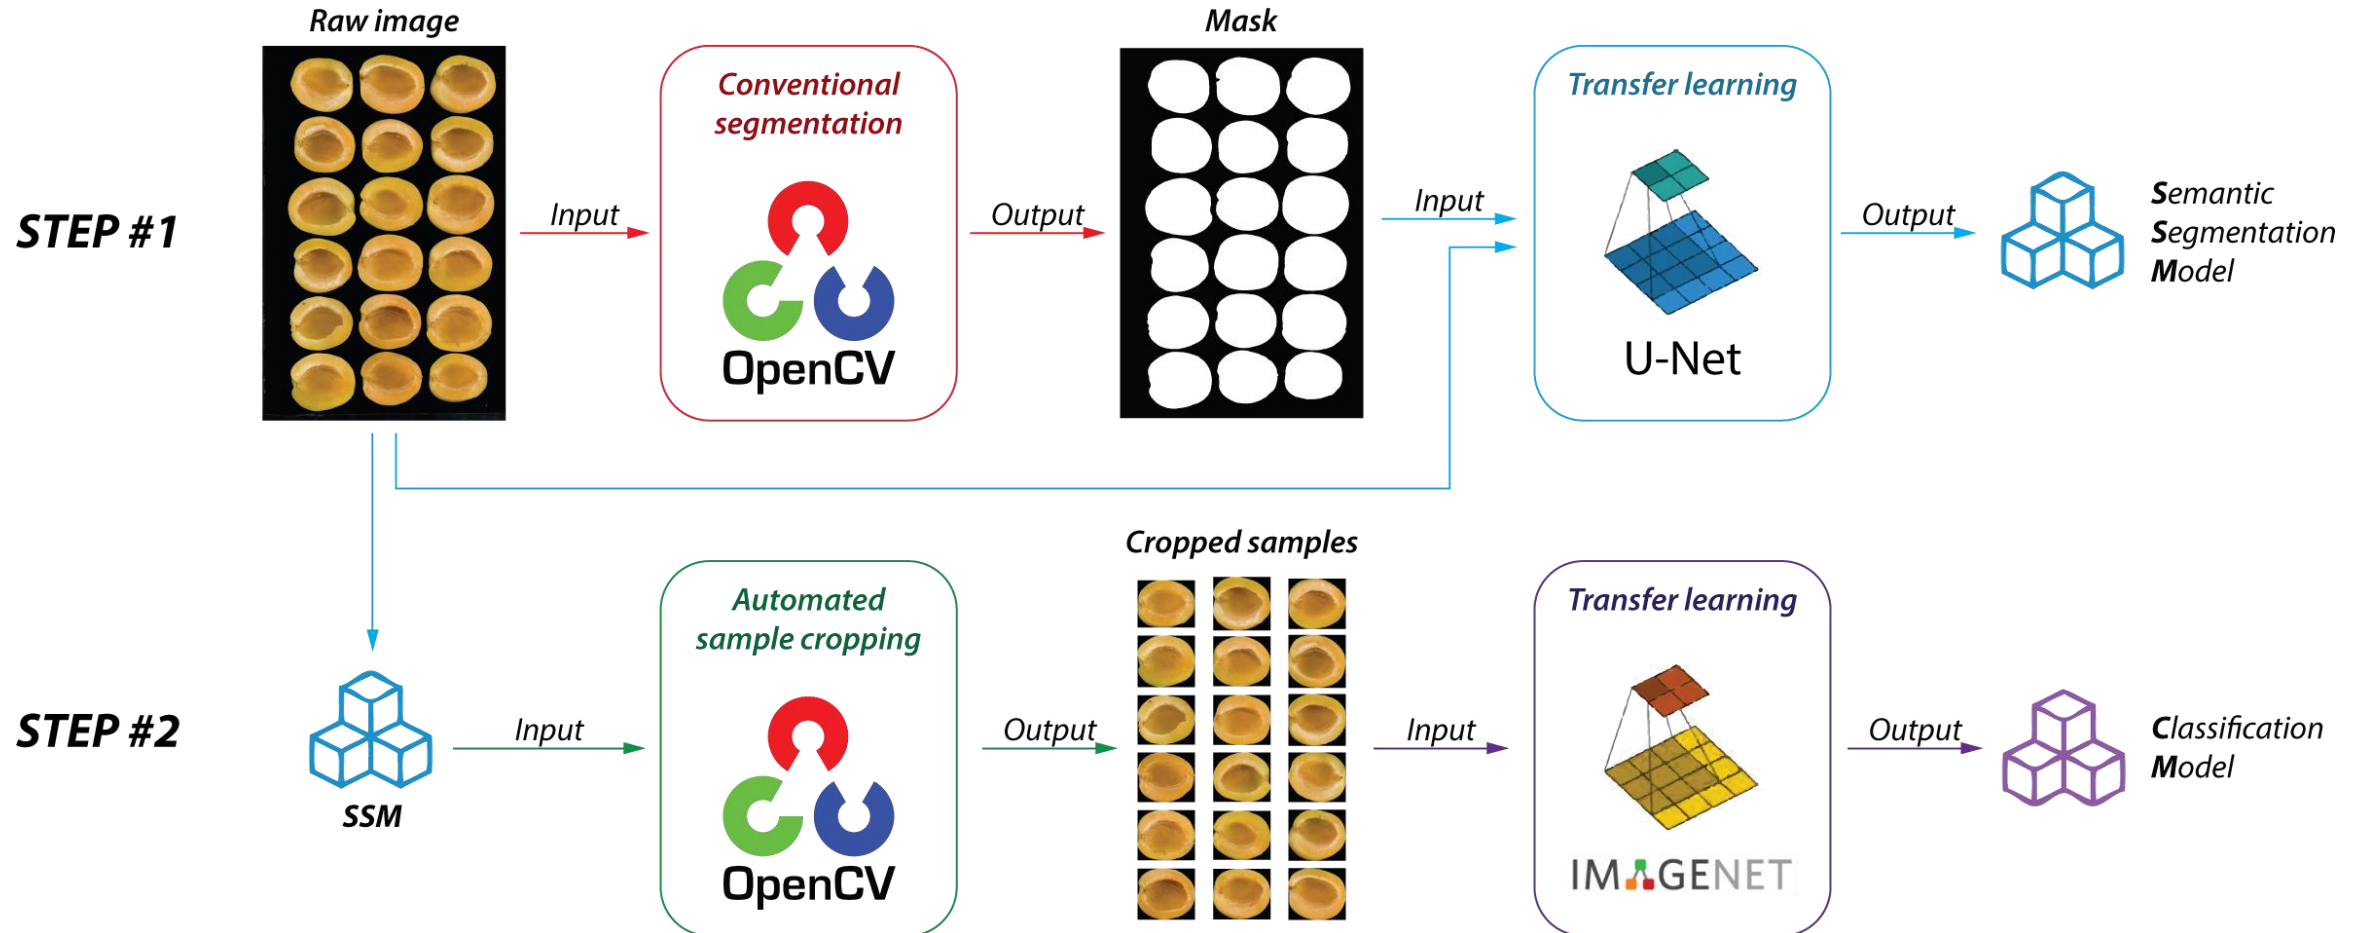 Raw image
Mask
STEP #1
Input
Conventional
segmentation
OpenCV
Output
Input
Transfer learning
U-Net
Output
Semantic
Segmentation
Model
STEP #2
SSM
Input
Automated
sample cropping
OpenCV
Output
Cropped samples
Input
Transfer learning
IMAGENET
Output
Classification
Model